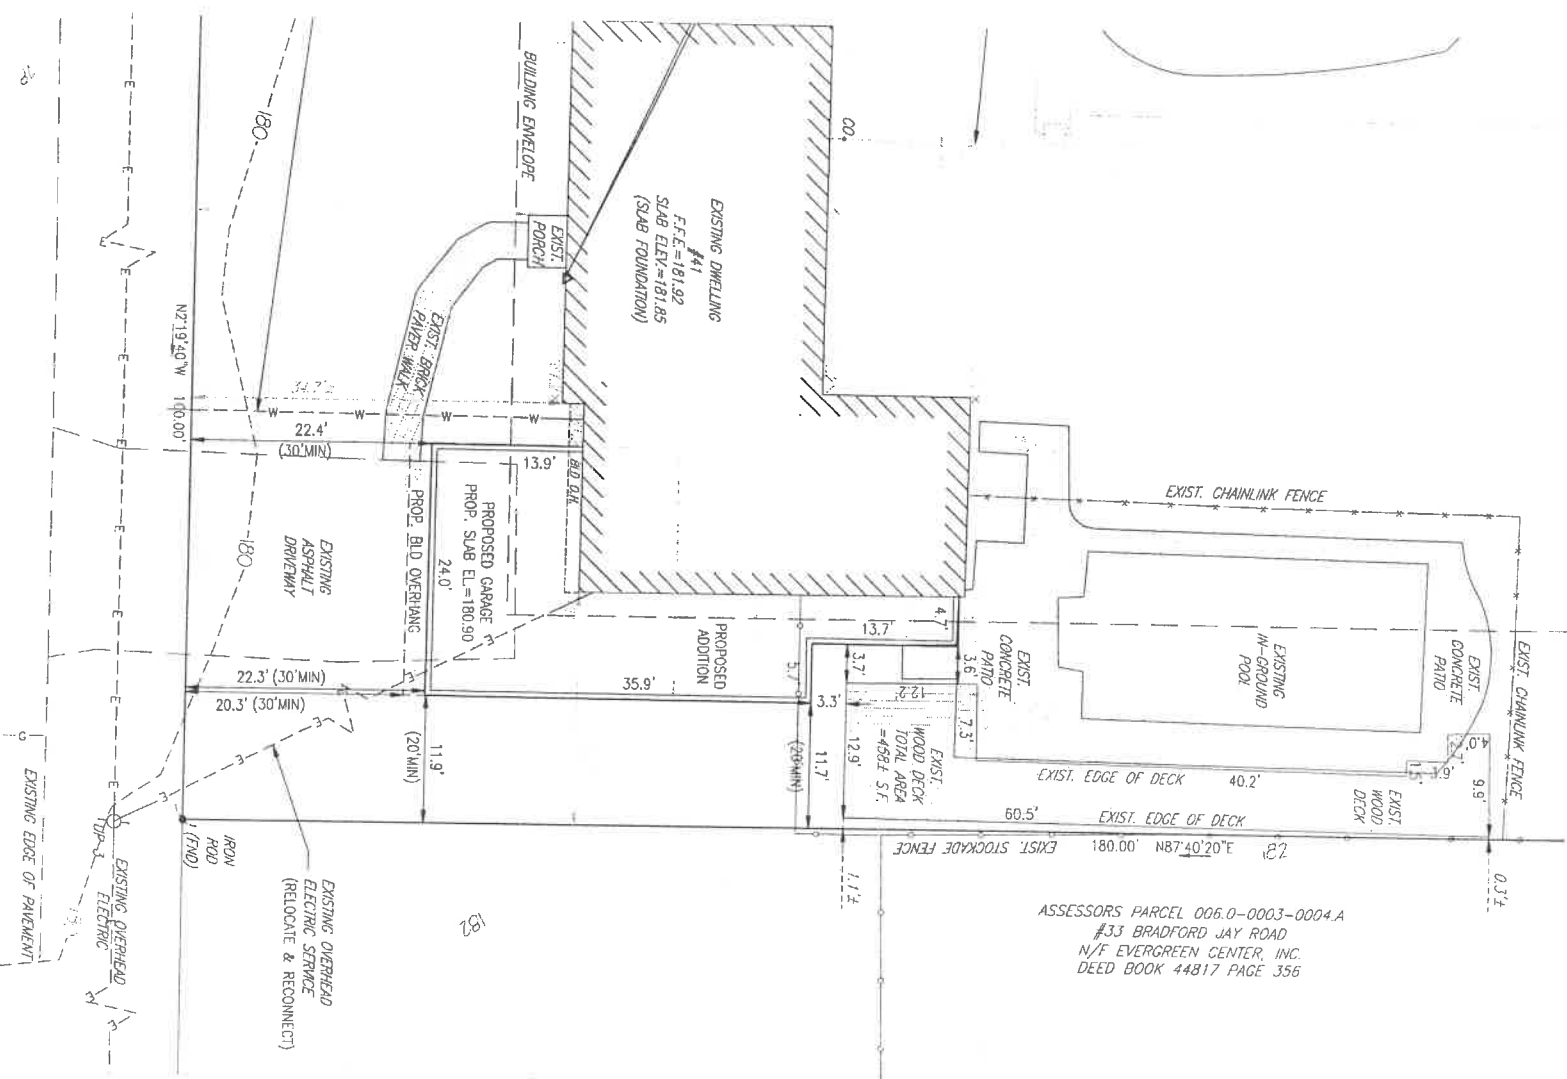 BUILDING ENVELOPE
CO.
EXISTING DWELLING
#41
F.F.E.=181.92
SLAB ELEV.=181.85
(SLAB FOUNDATION)
EXIST.
PORCH
EXIST. BRICK
PAVER WALK
180
N2°19'40"W 100.00'
34.7'±
W
W
W
W
22.4'
(30'MIN)
13.9'
BLD O.H.
PROP. BLD OVERHANG
PROPOSED GARAGE
PROP. SLAB EL.=180.90
24.0'
EXISTING
ASPHALT
DRIVEWAY
180
PROPOSED
ADDITION
35.9'
22.3' (30'MIN)
20.3' (30'MIN)
11.9'
(20'MIN)
5.7'
13.7'
4.7'
3.7'
3.6'
3.3'
12.2'
7.3'
11.7'
(20'MIN)
12.9'
EXIST.
CONCRETE
PATIO
EXISTING
IN-GROUND
POOL
EXIST.
CONCRETE
PATIO
EXIST. CHAINLINK FENCE
EXIST. CHAINLINK FENCE
EXIST.
WOOD DECK
TOTAL AREA
=458± S.F.
EXIST. EDGE OF DECK 40.2'
60.5' EXIST. EDGE OF DECK
EXIST.
WOOD
DECK
4.0'
9.9'
EXIST. STOCKADE FENCE
180.00' N87°40'20"E
182
1.1'±
0.3'±
ASSESSORS PARCEL 006.0-0003-0004.A
#33 BRADFORD JAY ROAD
N/F EVERGREEN CENTER, INC.
DEED BOOK 44817 PAGE 356
182
IRON
ROD
(FND)
EXISTING OVERHEAD
ELECTRIC SERVICE
(RELOCATE & RECONNECT)
EXISTING OVERHEAD
ELECTRIC
G
EXISTING EDGE OF PAVEMENT
E
E
E
E
E
E
E
E
E